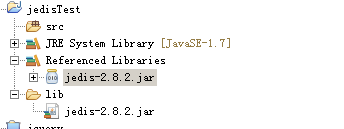 jedisTest
src
JRE System Library [JavaSE-1.7]
Referenced Libraries
jedis-2.8.2.jar
lib
jedis-2.8.2.jar
jquery